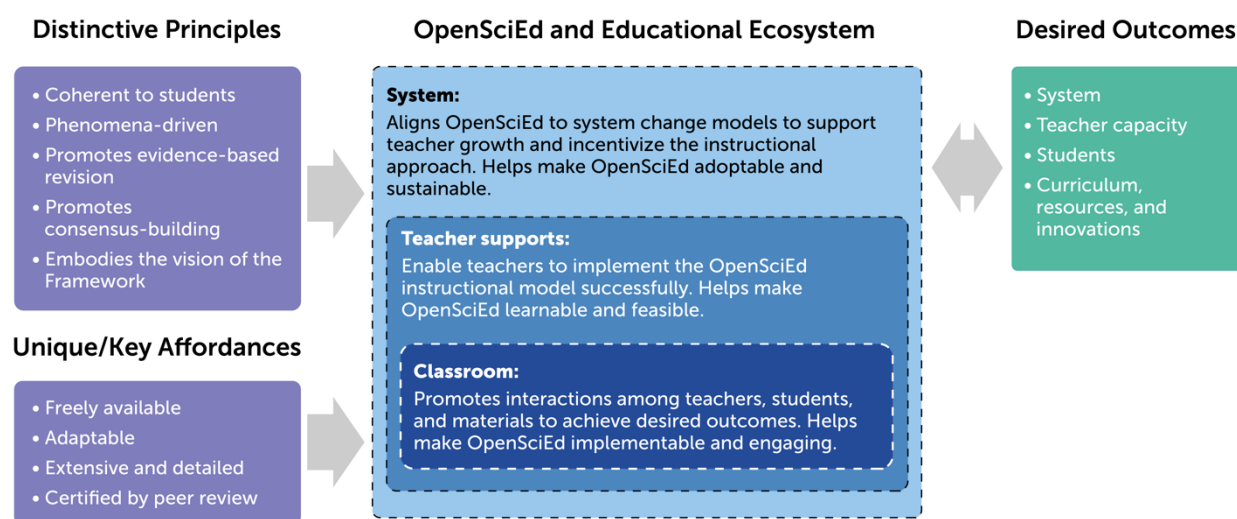 Distinctive Principles
• Coherent to students
• Phenomena-driven
• Promotes evidence-based
revision
• Promotes
consensus-building
• Embodies the vision of the
Framework
Unique/Key Affordances
• Freely available
• Adaptable
• Extensive and detailed
• Certified by peer review
OpenSciEd and Educational Ecosystem
System:
Aligns OpenSciEd to system change models to support
teacher growth and incentivize the instructional
approach. Helps make OpenSciEd adoptable and
sustainable.
Teacher supports:
Enable teachers to implement the OpenSciEd
instructional model successfully. Helps make
OpenSciEd learnable and feasible.
Classroom:
Promotes interactions among teachers, students,
and materials to achieve desired outcomes. Helps
make OpenSciEd implementable and engaging.
Desired Outcomes
• System
• Teacher capacity
• Students
• Curriculum,
resources, and
innovations